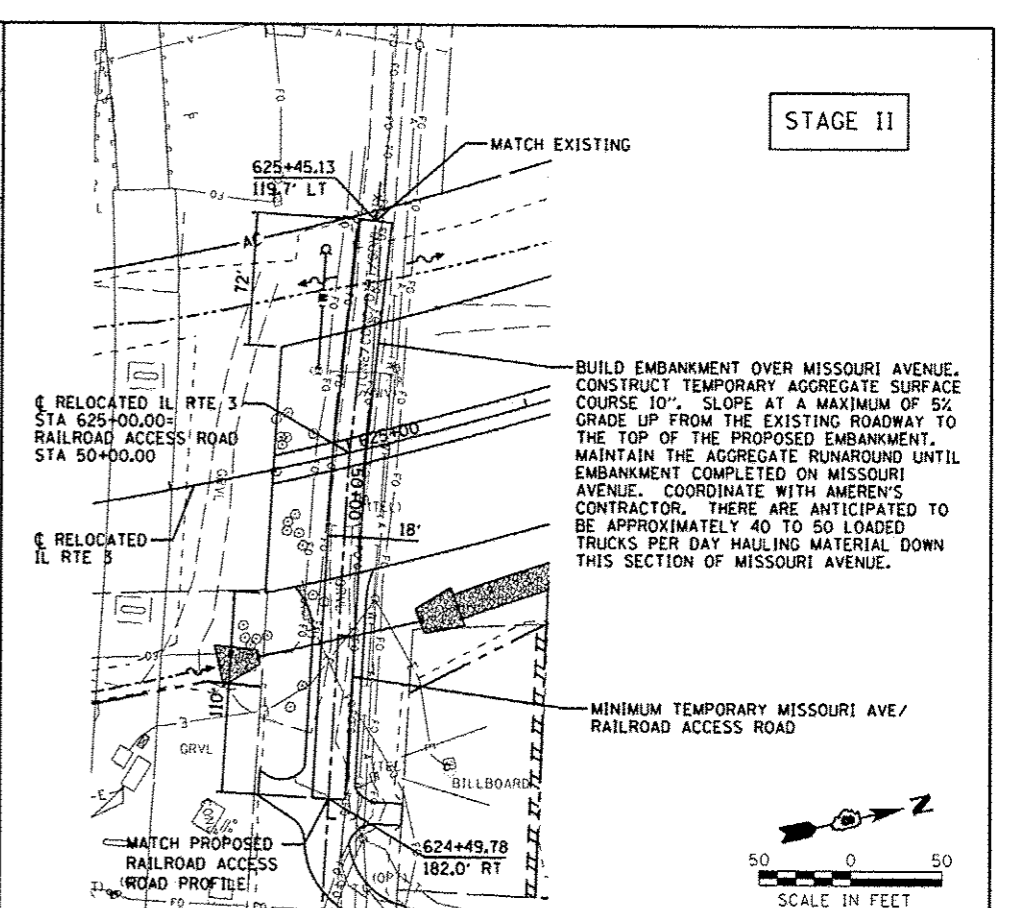 STAGE II
MATCH EXISTING
625+45.13
119.7' LT
72'
BUILD EMBANKMENT OVER MISSOURI AVENUE.
CONSTRUCT TEMPORARY AGGREGATE SURFACE
COURSE 10". SLOPE AT A MAXIMUM OF 5%
GRADE UP FROM THE EXISTING ROADWAY TO
THE TOP OF THE PROPOSED EMBANKMENT.
MAINTAIN THE AGGREGATE RUNAROUND UNTIL
EMBANKMENT COMPLETED ON MISSOURI
AVENUE. COORDINATE WITH AMEREN'S
CONTRACTOR. THERE ARE ANTICIPATED TO
BE APPROXIMATELY 40 TO 50 LOADED
TRUCKS PER DAY HAULING MATERIAL DOWN
THIS SECTION OF MISSOURI AVENUE.
℄ RELOCATED IL RTE 3
STA 625+00.00=
RAILROAD ACCESS ROAD
STA 50+00.00
625+00
50+00
18'
GRVL
℄ RELOCATED
IL RTE 3
110'
MINIMUM TEMPORARY MISSOURI AVE/
RAILROAD ACCESS ROAD
GRVL
BILLBOARD
MATCH PROPOSED
RAILROAD ACCESS
ROAD PROFILE
624+49.78
182.0' RT
N
50 0 50
SCALE IN FEET